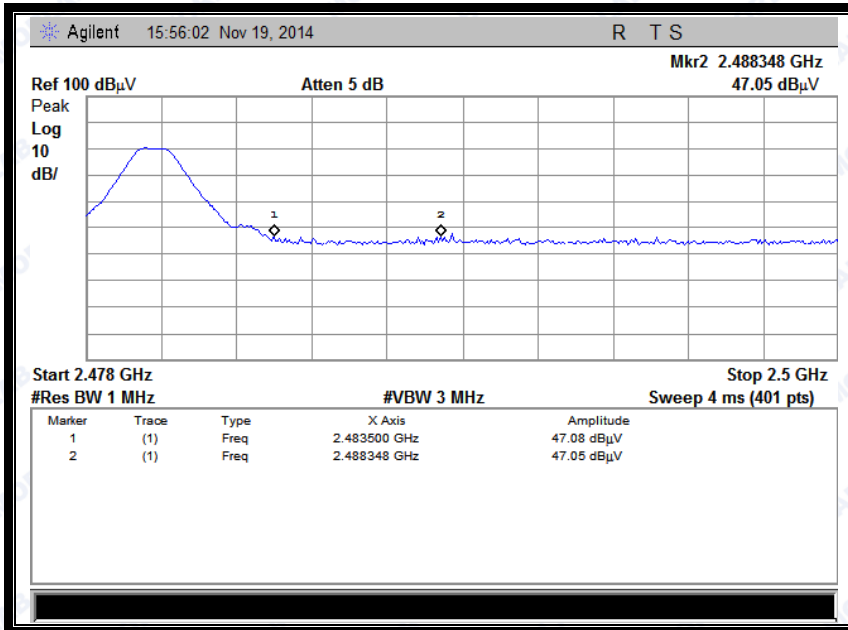 Agilent 15:56:02 Nov 19, 2014 R T S
Mkr2 2.488348 GHz
Ref 100 dBµV Atten 5 dB 47.05 dBµV
Peak
Log
10
dB/
1 2
Start 2.478 GHz Stop 2.5 GHz
#Res BW 1 MHz #VBW 3 MHz Sweep 4 ms (401 pts)
Marker Trace Type X Axis Amplitude
1 (1) Freq 2.483500 GHz 47.08 dBµV
2 (1) Freq 2.488348 GHz 47.05 dBµV